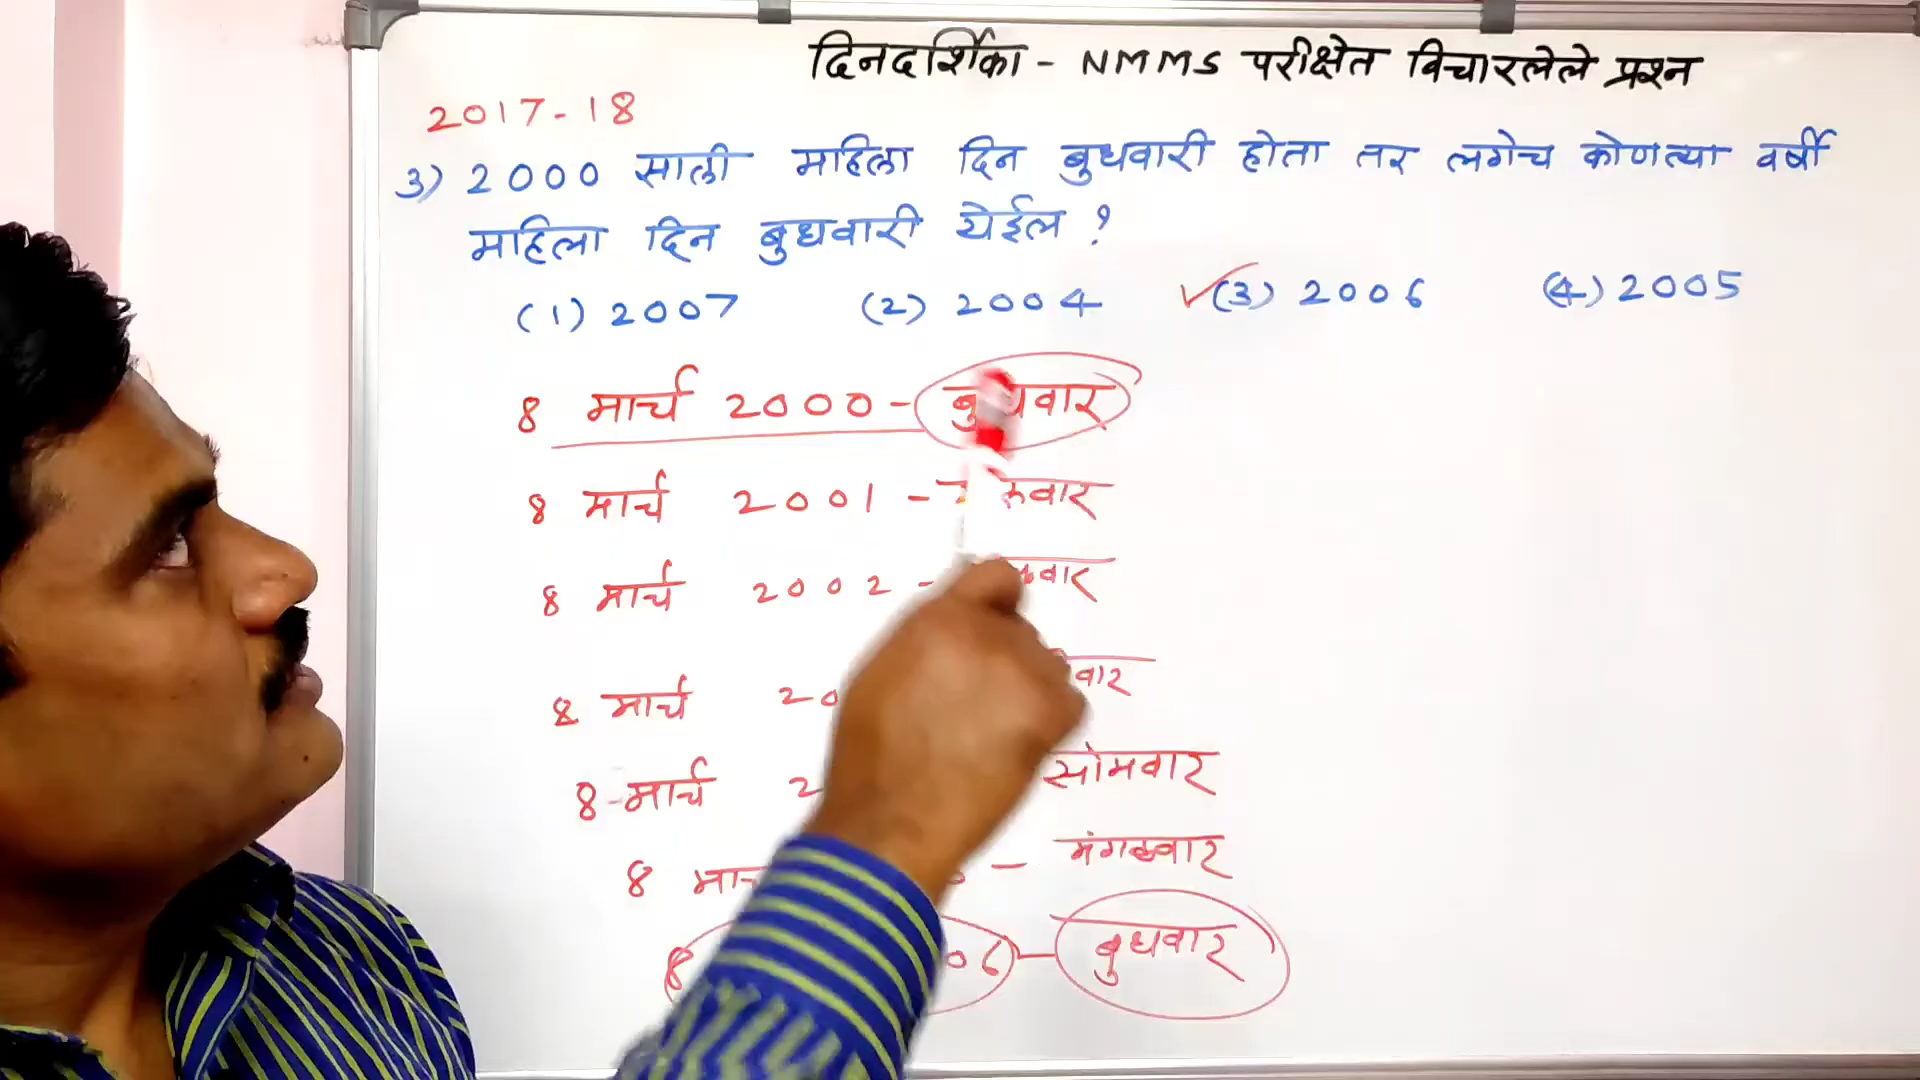 दिनदर्शिका - NMMS परीक्षेत विचारलेले प्रश्न
2017-18
3) 2000 साली महिला दिन बुधवारी होता तर लगेच कोणत्या वर्षी
महिला दिन बुधवारी येईल ?
(1) 2007 (2) 2004 (3) 2006 (4) 2005
8 मार्च 2000 - बुधवार
8 मार्च 2001 -
8 मार्च 2002 -
8 मार्च
8 मार्च सोमवार
8 - मंगळवार
8 - बुधवार